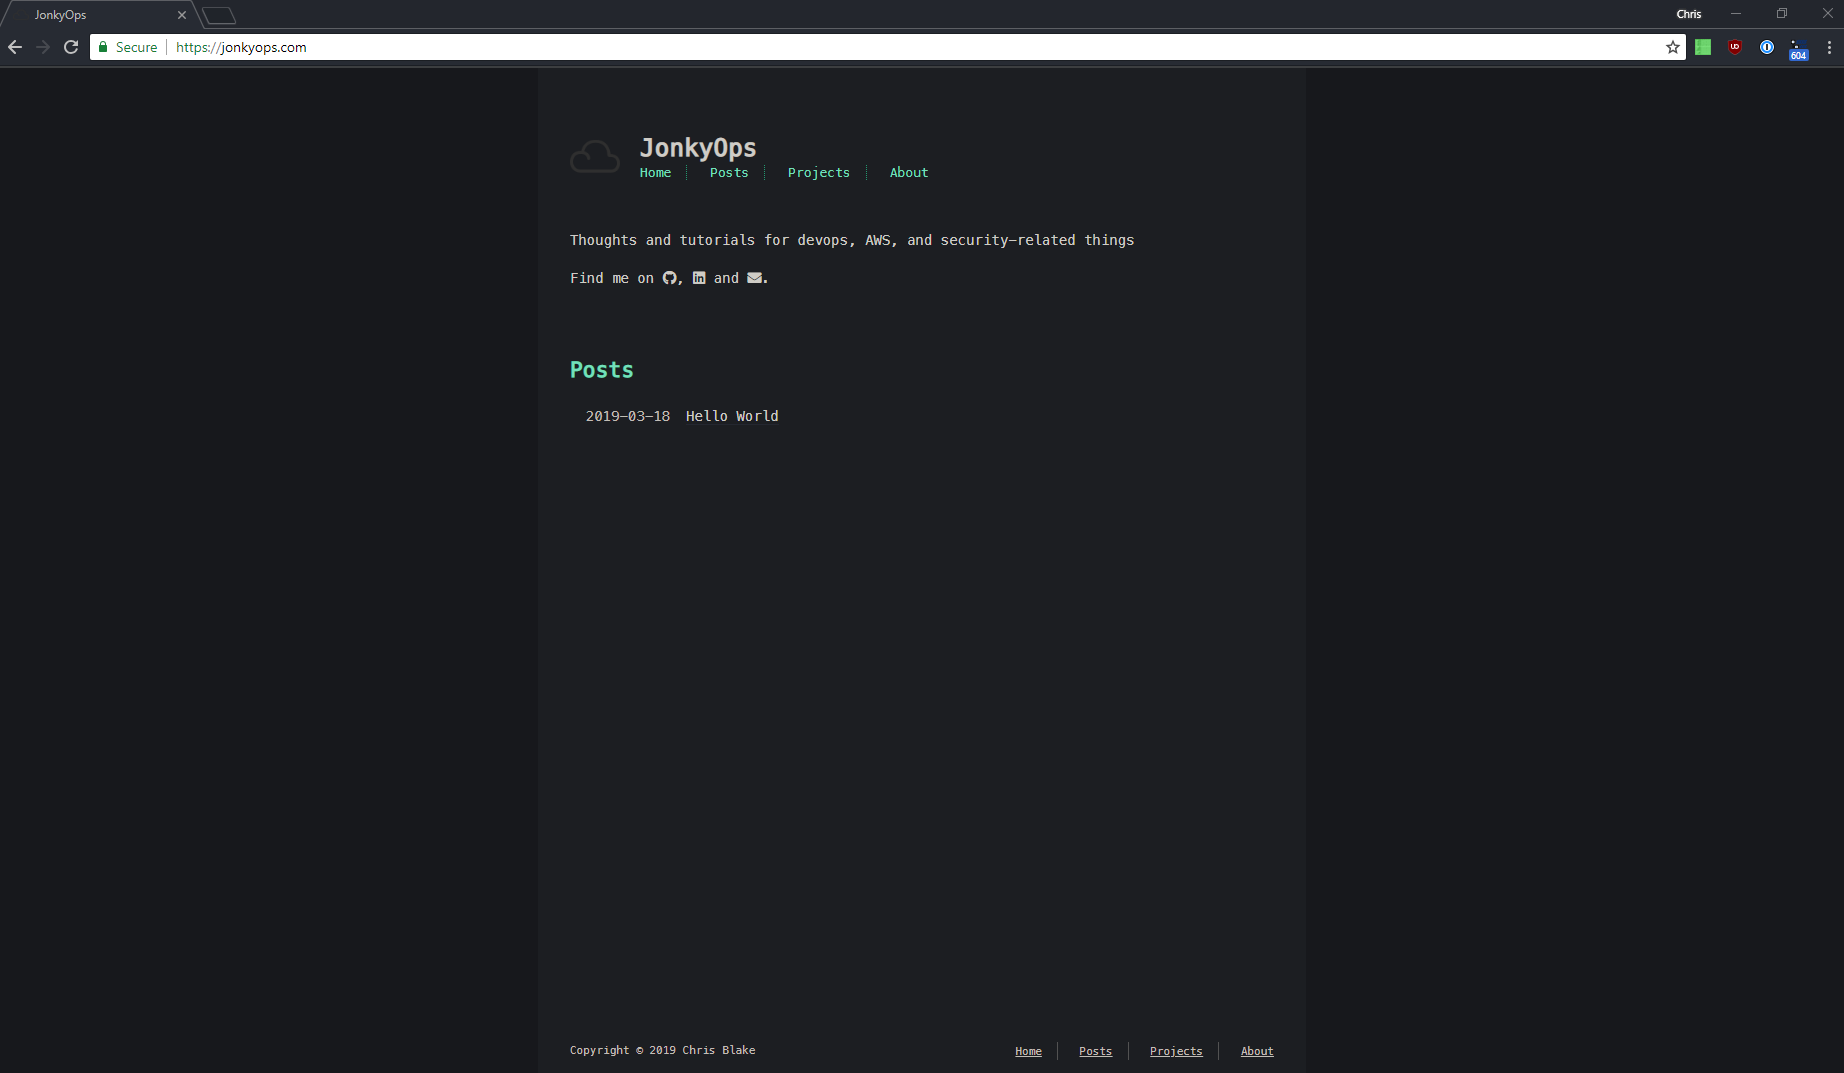 JonkyOps
Chris
Secure https://jonkyops.com
604
JonkyOps
Home Posts Projects About
Thoughts and tutorials for devops, AWS, and security-related things
Find me on , in and .
Posts
2019-03-18 Hello World
Copyright © 2019 Chris Blake
Home Posts Projects About